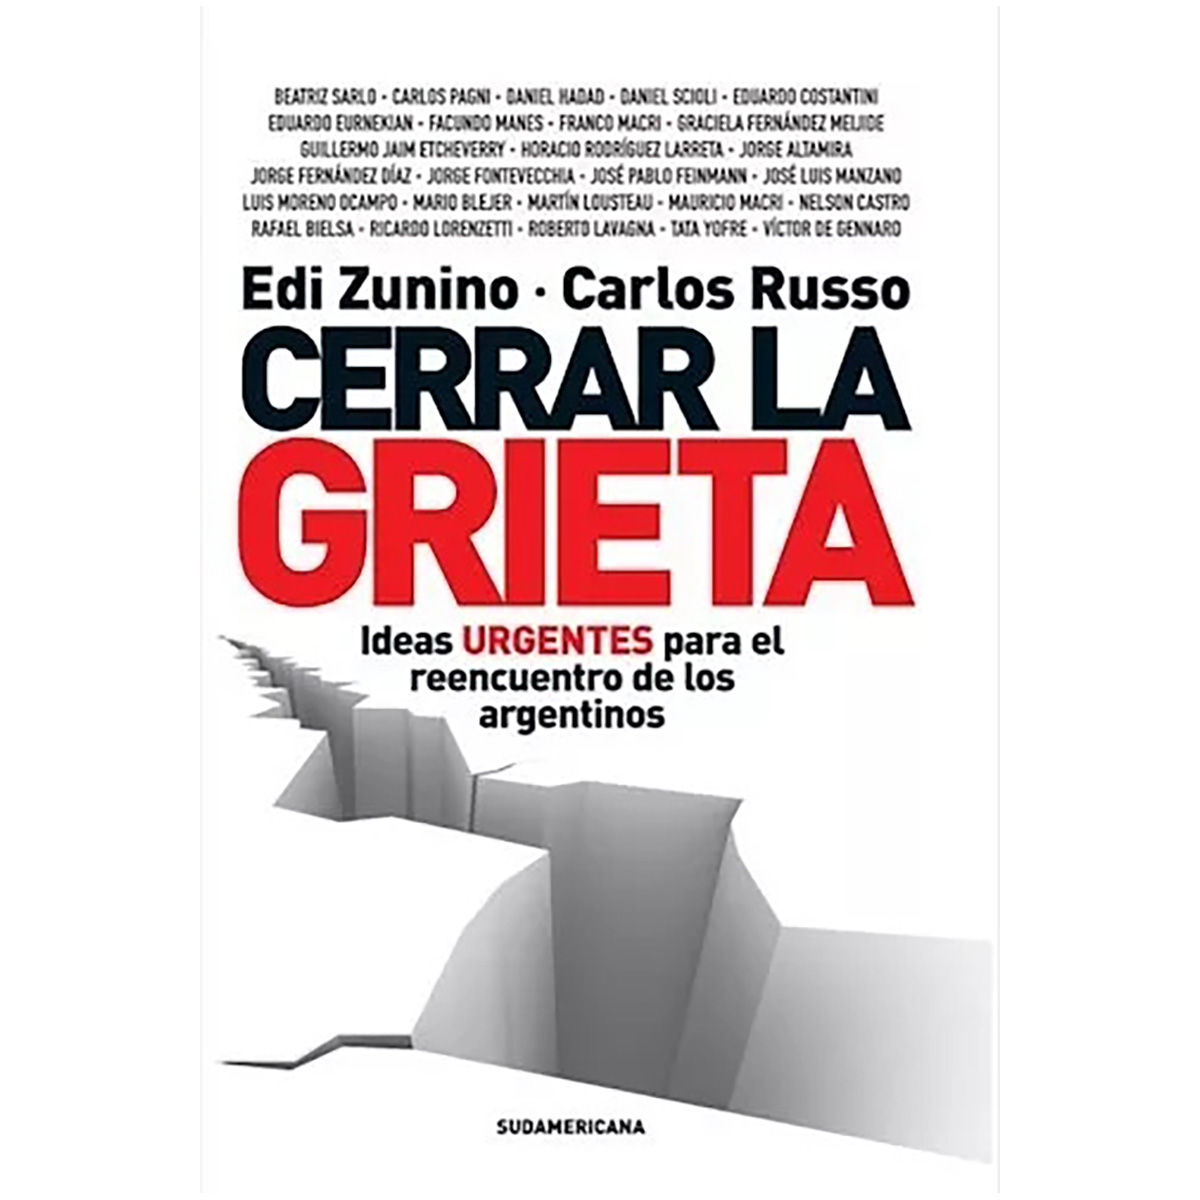 BEATRIZ SARLO - CARLOS PAGNI - DANIEL HADAD - DANIEL SCIOLI - EDUARDO COSTANTINI
EDUARDO EURNEKIAN - FACUNDO MANES - FRANCO MACRI - GRACIELA FERNÁNDEZ MEIJIDE
GUILLERMO JAIM ETCHEVERRY - HORACIO RODRÍGUEZ LARRETA - JORGE ALTAMIRA
JORGE FERNÁNDEZ DÍAZ - JORGE FONTEVECCHIA - JOSÉ PABLO FEINMANN - JOSÉ LUIS MANZANO
LUIS MORENO OCAMPO - MARIO BLEJER - MARTÍN LOUSTEAU - MAURICIO MACRI - NELSON CASTRO
RAFAEL BIELSA - RICARDO LORENZETTI - ROBERTO LAVAGNA - TATA YOFRE - VÍCTOR DE GENNARO
Edi Zunino · Carlos Russo
CERRAR LA
GRIETA
Ideas URGENTES para el
reencuentro de los
argentinos
SUDAMERICANA